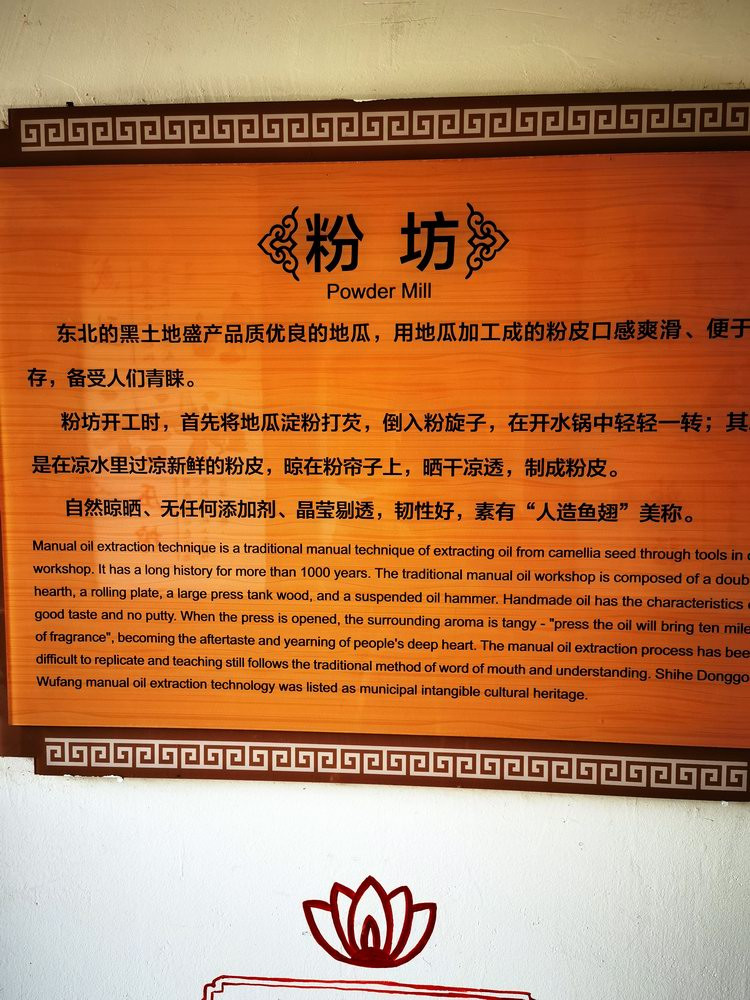 粉 坊
Powder Mill
东北的黑土地盛产品质优良的地瓜，用地瓜加工成的粉皮口感爽滑、便于
存，备受人们青睐。
粉坊开工时，首先将地瓜淀粉打芡，倒入粉旋子，在开水锅中轻轻一转；其
是在凉水里过凉新鲜的粉皮，晾在粉帘子上，晒干凉透，制成粉皮。
自然晾晒、无任何添加剂、晶莹剔透，韧性好，素有“人造鱼翅”美称。
Manual oil extraction technique is a traditional manual technique of extracting oil from camellia seed through tools in
workshop. It has a long history for more than 1000 years. The traditional manual oil workshop is composed of a doub
hearth, a rolling plate, a large press tank wood, and a suspended oil hammer. Handmade oil has the characteristics
good taste and no putty. When the press is opened, the surrounding aroma is tangy - "press the oil will bring ten mile
of fragrance", becoming the aftertaste and yearning of people's deep heart. The manual oil extraction process has bee
difficult to replicate and teaching still follows the traditional method of word of mouth and understanding. Shihe Donggo
Wufang manual oil extraction technology was listed as municipal intangible cultural heritage.